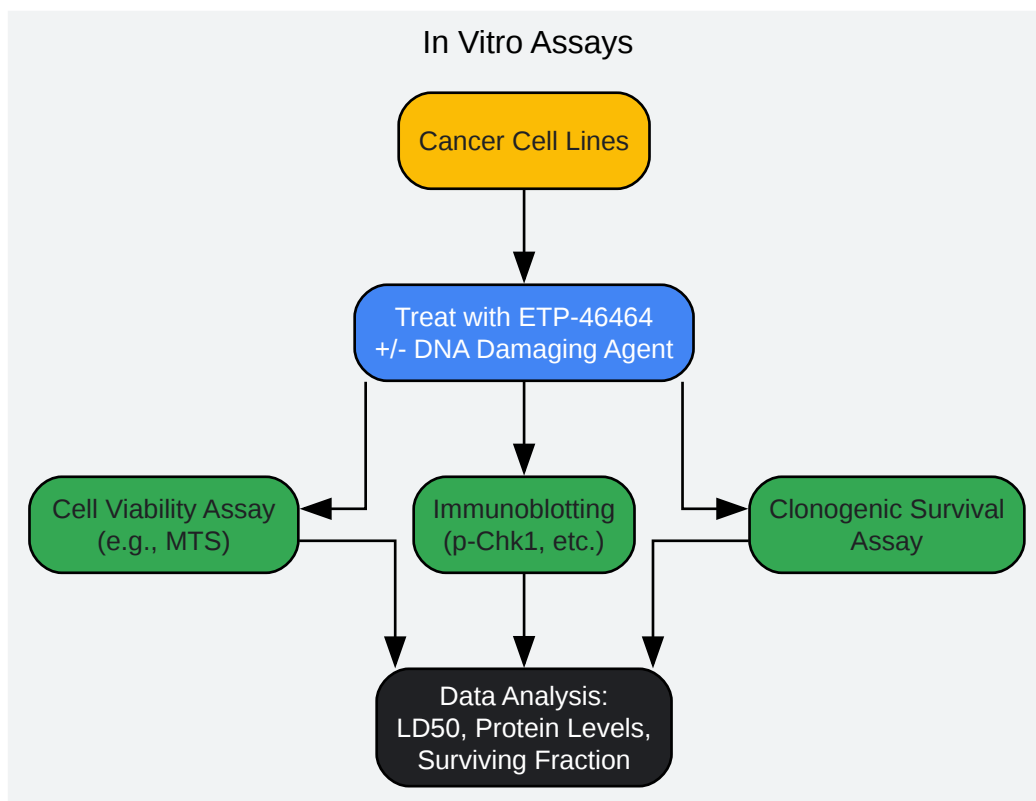 In Vitro Assays
Cancer Cell Lines
Treat with ETP-46464
+/- DNA Damaging Agent
Cell Viability Assay
(e.g., MTS)
Immunoblotting
(p-Chk1, etc.)
Clonogenic Survival
Assay
Data Analysis:
LD50, Protein Levels,
Surviving Fraction